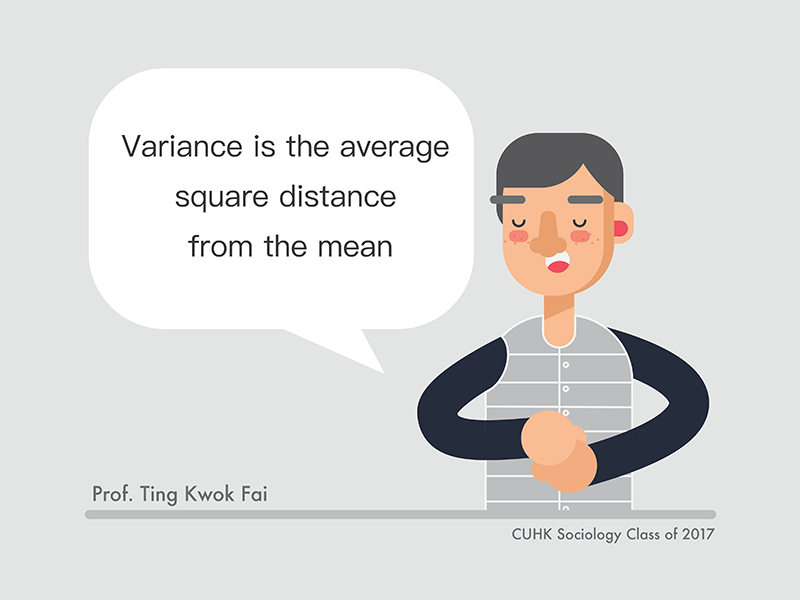 Variance is the average
square distance
from the mean
Prof. Ting Kwok Fai
CUHK Sociology Class of 2017